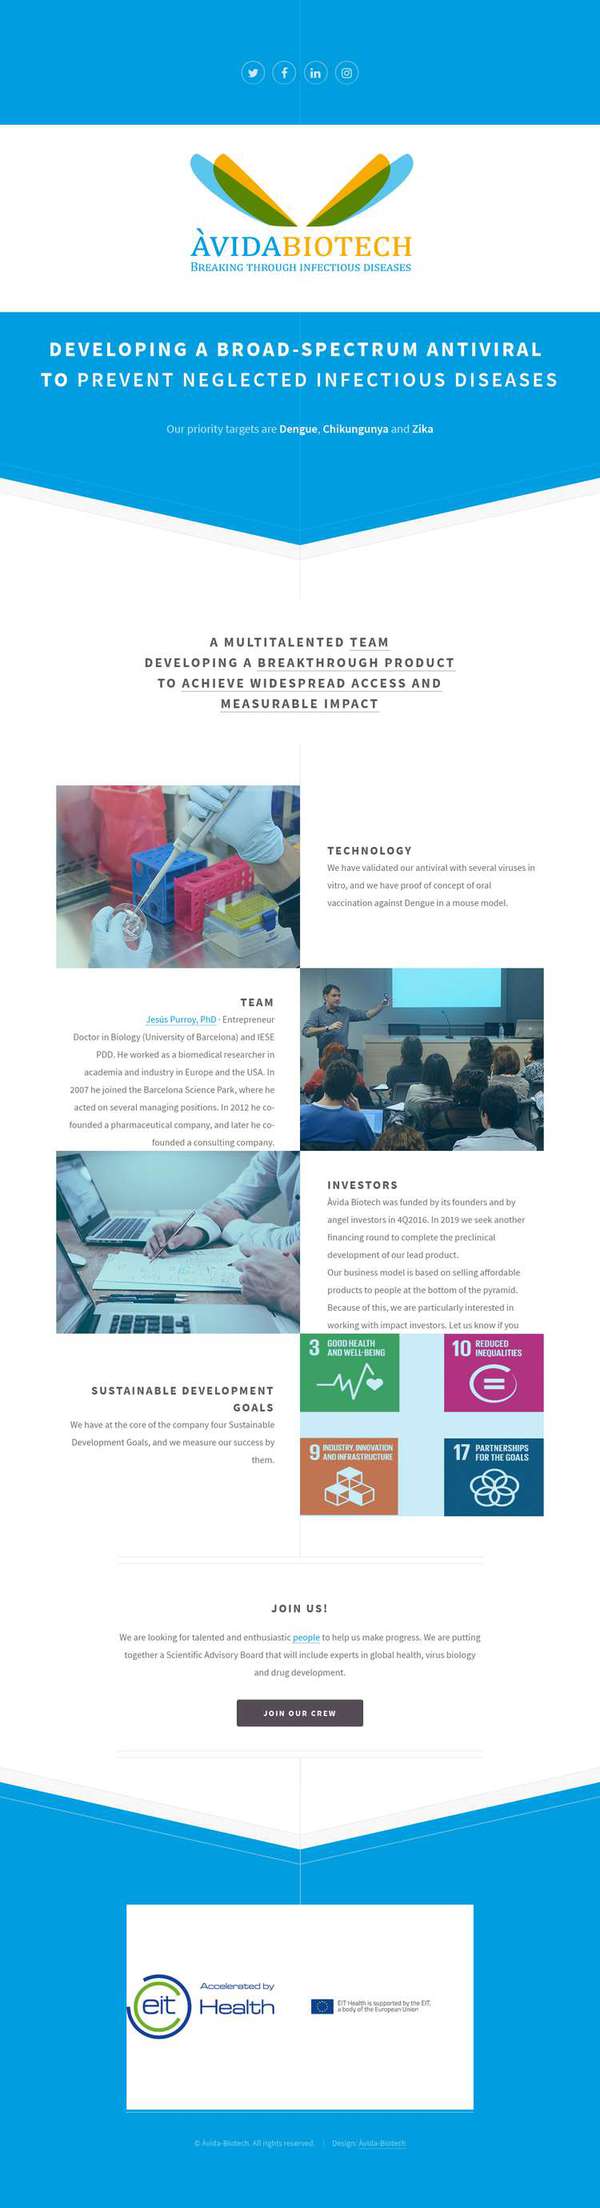 ÀVIDABIOTECH
BREAKING THROUGH INFECTIOUS DISEASES
DEVELOPING A BROAD-SPECTRUM ANTIVIRAL
TO PREVENT NEGLECTED INFECTIOUS DISEASES
Our priority targets are Dengue, Chikungunya and Zika
A MULTITALENTED TEAM
DEVELOPING A BREAKTHROUGH PRODUCT
TO ACHIEVE WIDESPREAD ACCESS AND
MEASURABLE IMPACT
TECHNOLOGY
We have validated our antiviral with several viruses in
vitro, and we have proof of concept of oral
vaccination against Dengue in a mouse model.
TEAM
Jesús Purroy, PhD - Entrepreneur
Doctor in Biology (University of Barcelona) and IESE
PDD. He worked as a biomedical researcher in
academia and industry in Europe and the USA. In
2007 he joined the Barcelona Science Park, where he
acted on several managing positions. In 2012 he co-
founded a pharmaceutical company, and later he co-
founded a consulting company.
INVESTORS
Àvida Biotech was funded by its founders and by
angel investors in 4Q2016. In 2019 we seek another
financing round to complete the preclinical
development of our lead product.
Our business model is based on selling affordable
products to people at the bottom of the pyramid.
Because of this, we are particularly interested in
working with impact investors. Let us know if you
3 GOOD HEALTH
AND WELL-BEING
10 REDUCED
INEQUALITIES
SUSTAINABLE DEVELOPMENT
GOALS
We have at the core of the company four Sustainable
Development Goals, and we measure our success by
them.
9 INDUSTRY, INNOVATION
AND INFRASTRUCTURE
17 PARTNERSHIPS
FOR THE GOALS
JOIN US!
We are looking for talented and enthusiastic people to help us make progress. We are putting
together a Scientific Advisory Board that will include experts in global health, virus biology
and drug development.
JOIN OUR CREW
eit
Accelerated by
Health
EIT Health is supported by the EIT,
a body of the European Union
© Avida-Biotech. All rights reserved. | Design: Avida-Biotech